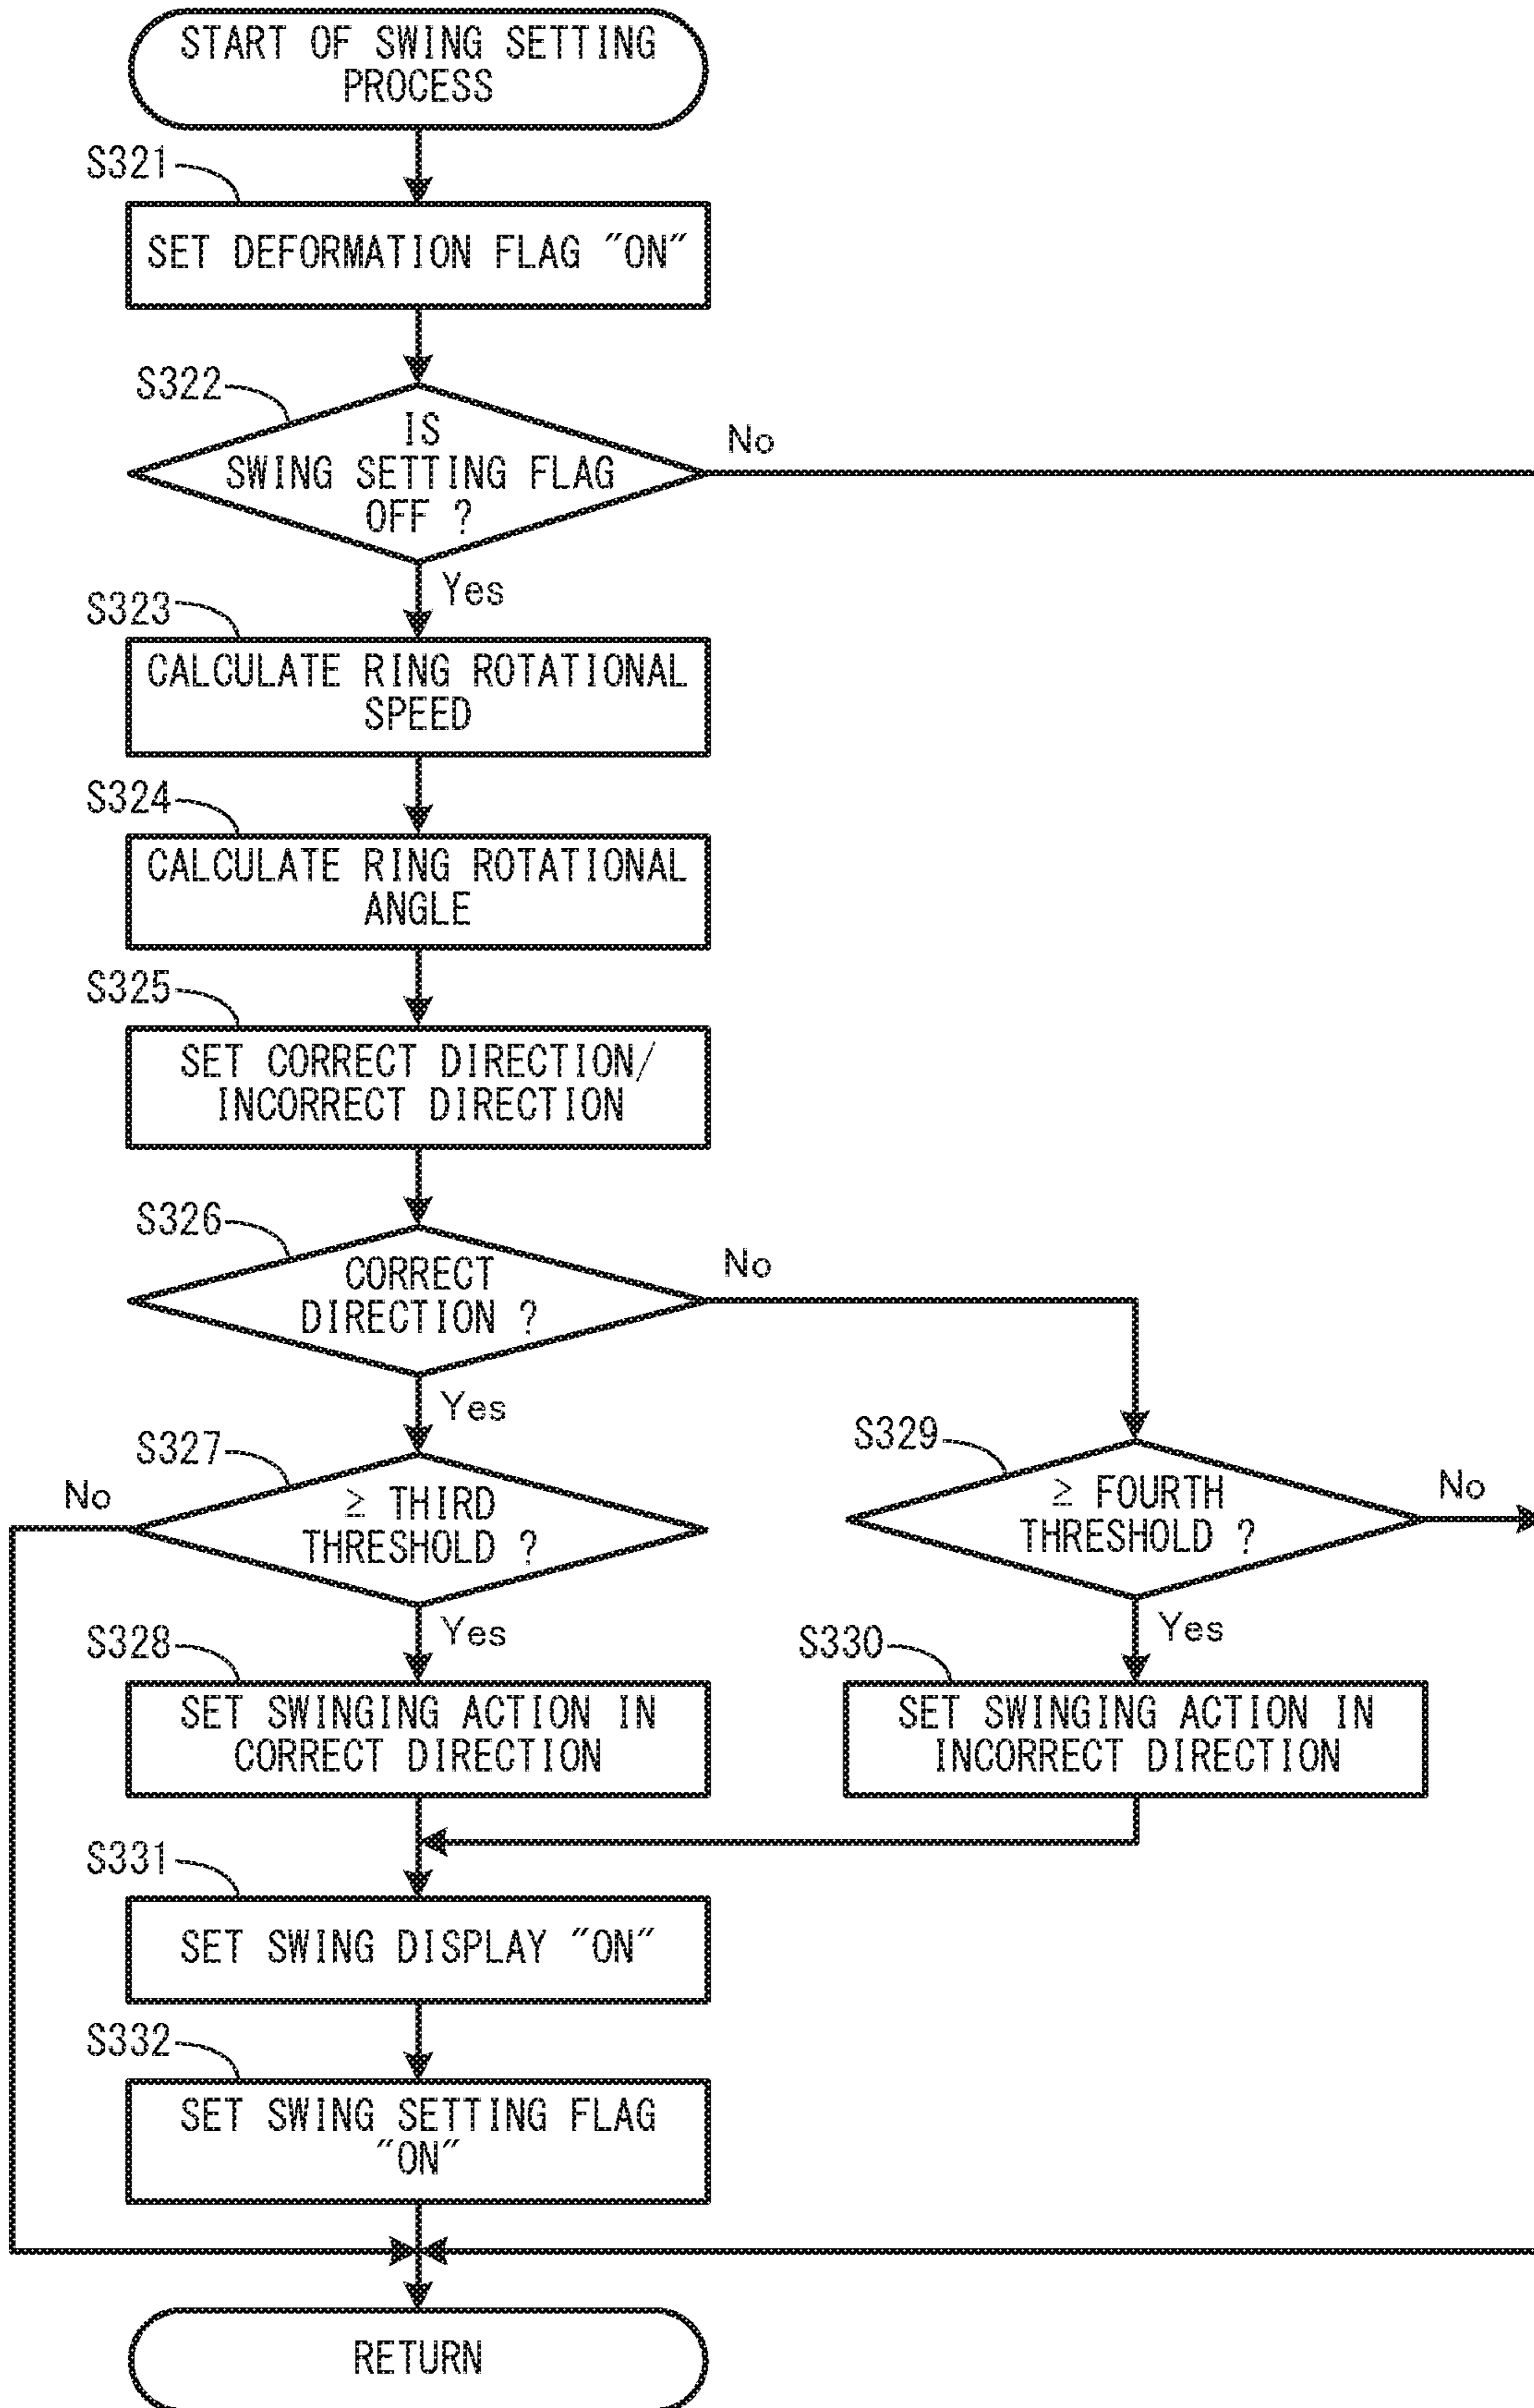 START OF SWING SETTING
PROCESS
S321
SET DEFORMATION FLAG "ON"
S322
IS
SWING SETTING FLAG
OFF ?
No
Yes
S323
CALCULATE RING ROTATIONAL
SPEED
S324
CALCULATE RING ROTATIONAL
ANGLE
S325
SET CORRECT DIRECTION/
INCORRECT DIRECTION
S326
CORRECT
DIRECTION ?
No
Yes
S327
No
≥ THIRD
THRESHOLD ?
Yes
S329
≥ FOURTH
THRESHOLD ?
No
Yes
S328
SET SWINGING ACTION IN
CORRECT DIRECTION
S330
SET SWINGING ACTION IN
INCORRECT DIRECTION
S331
SET SWING DISPLAY "ON"
S332
SET SWING SETTING FLAG
"ON"
RETURN